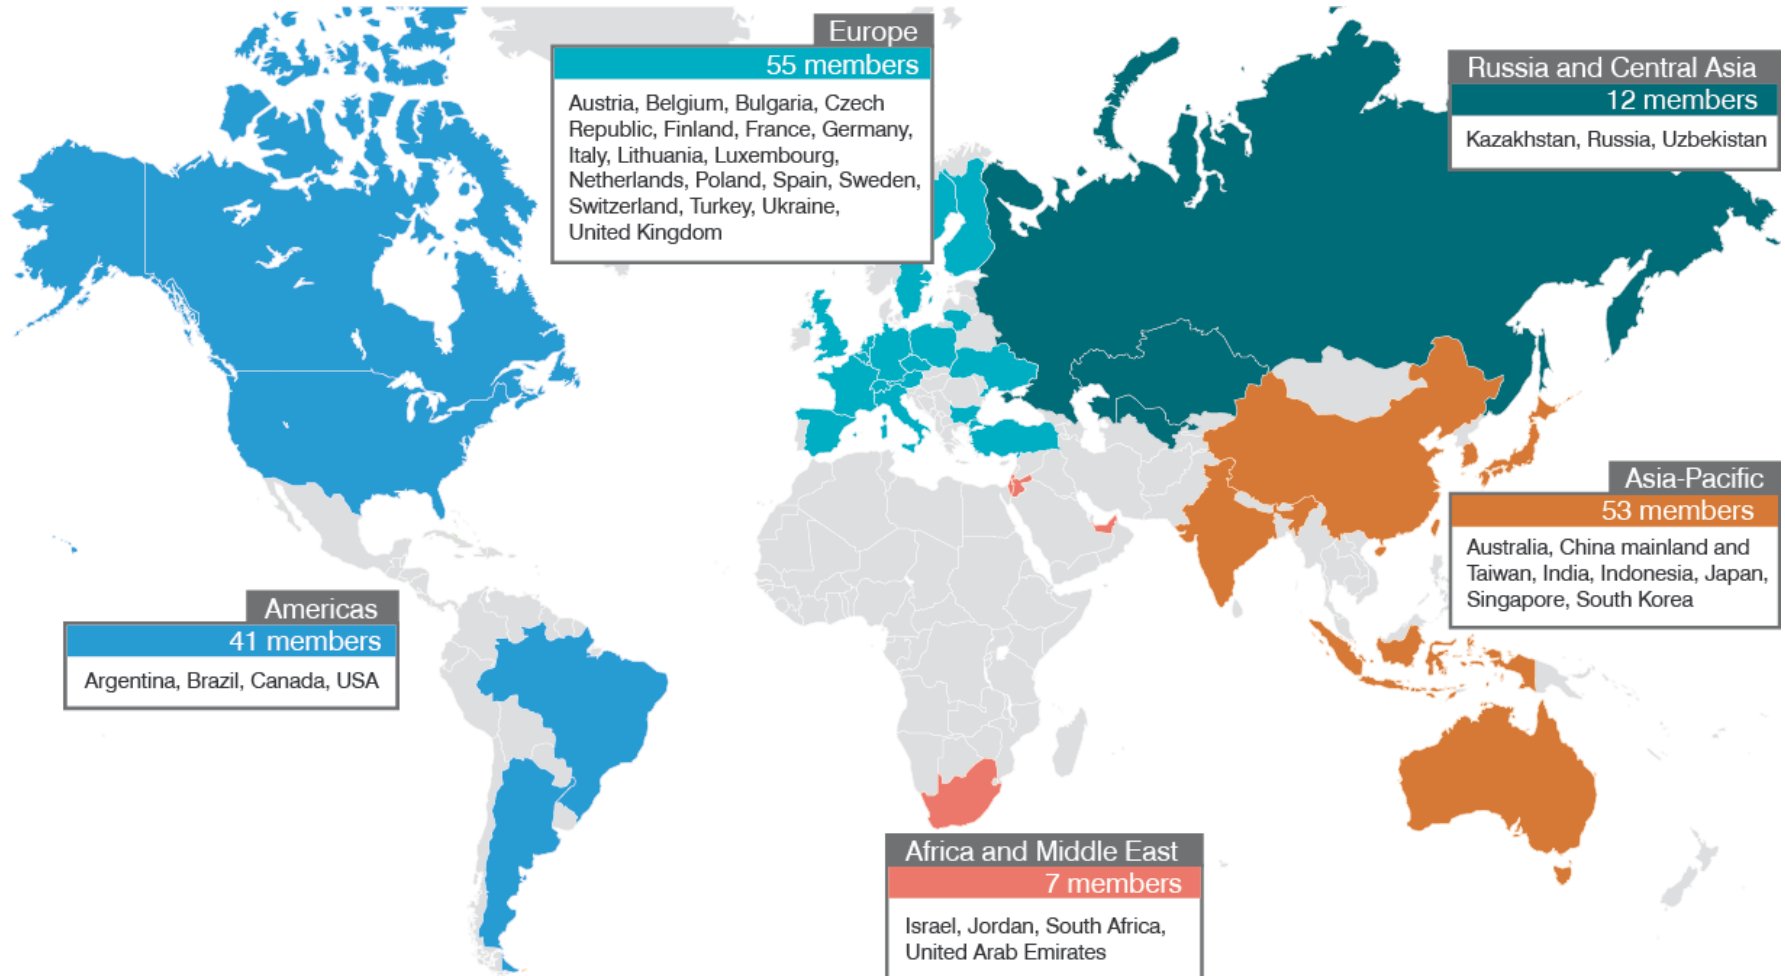 Europe
55 members
Austria, Belgium, Bulgaria, Czech
Republic, Finland, France, Germany,
Italy, Lithuania, Luxembourg,
Netherlands, Poland, Spain, Sweden,
Switzerland, Turkey, Ukraine,
United Kingdom
Russia and Central Asia
12 members
Kazakhstan, Russia, Uzbekistan
Asia-Pacific
53 members
Australia, China mainland and
Taiwan, India, Indonesia, Japan,
Singapore, South Korea
Americas
41 members
Argentina, Brazil, Canada, USA
Africa and Middle East
7 members
Israel, Jordan, South Africa,
United Arab Emirates